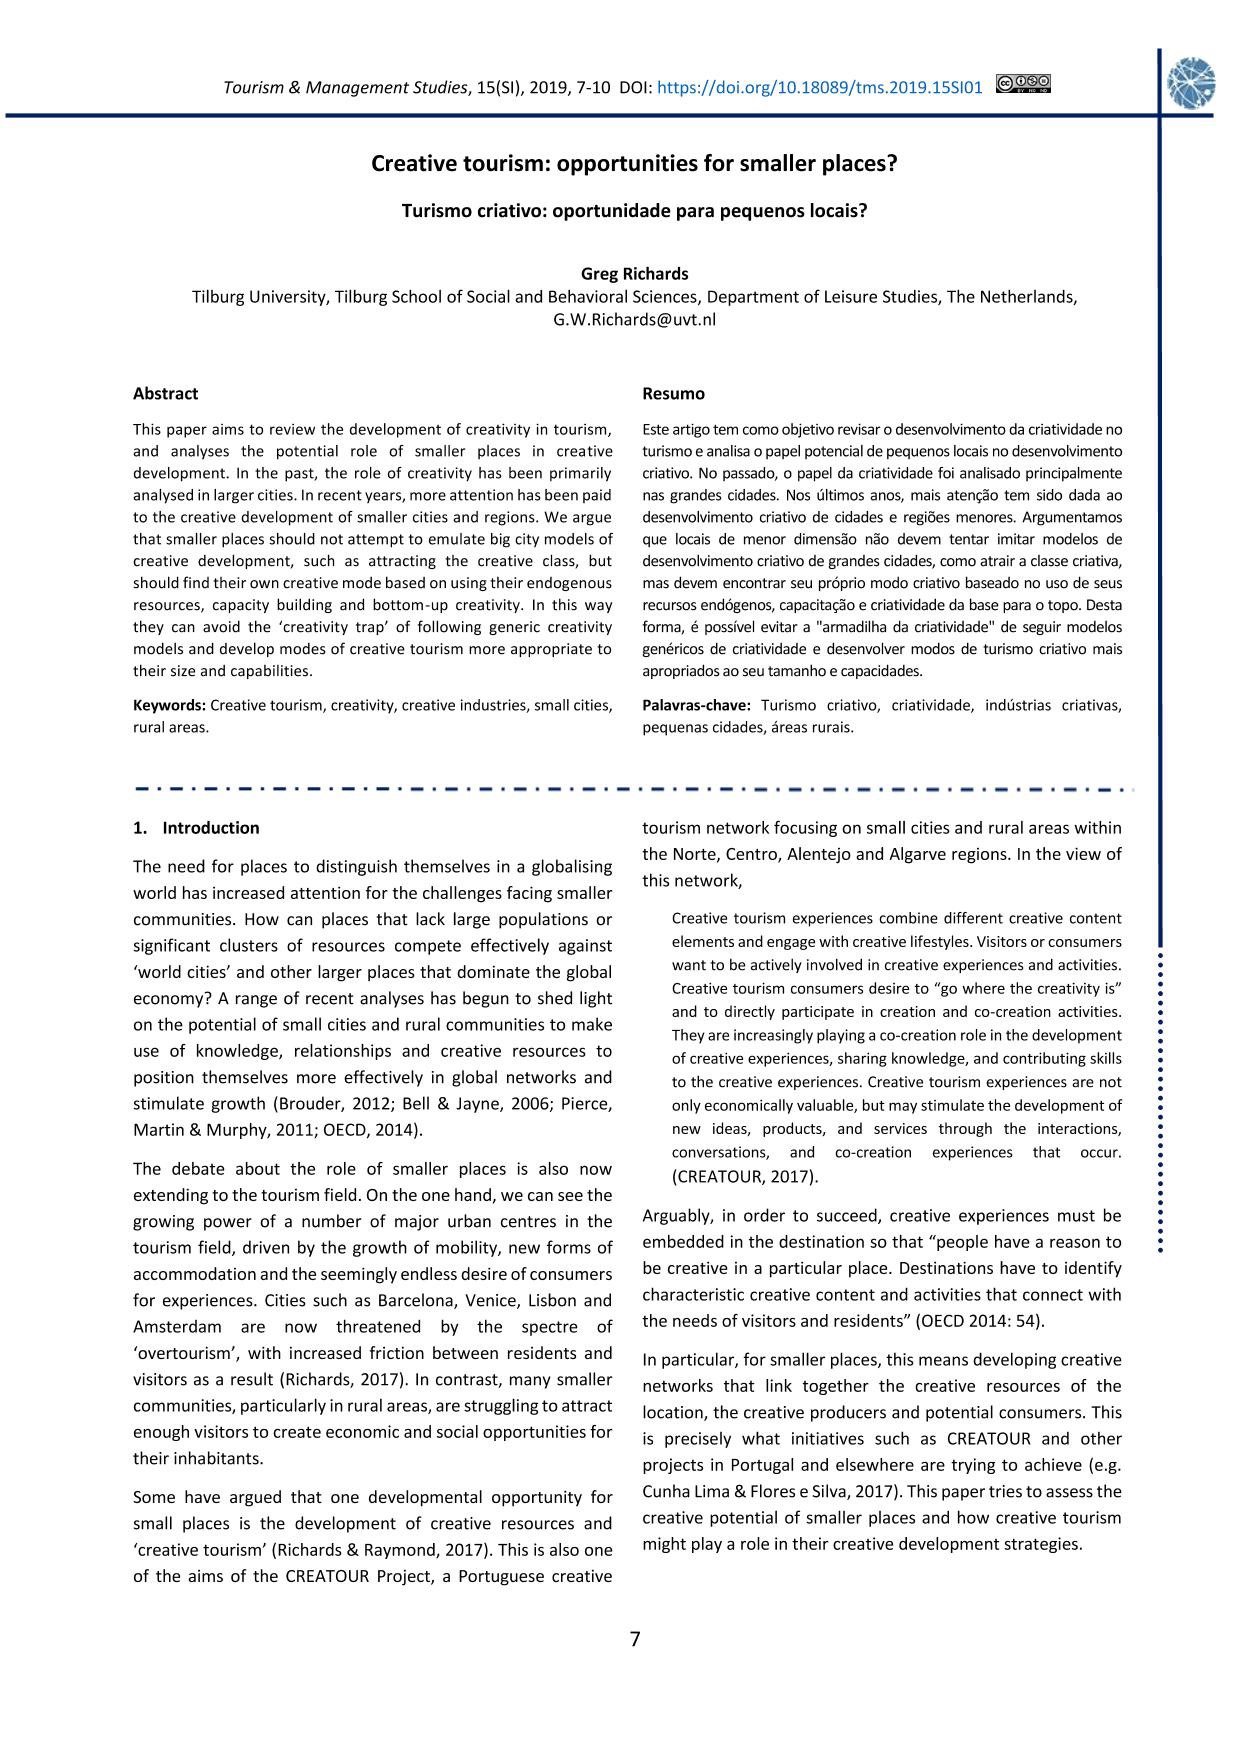 Tourism & Management Studies, 15(SI), 2019, 7-10 DOI: https://doi.org/10.18089/tms.2019.15SI01
Creative tourism: opportunities for smaller places?
Turismo criativo: oportunidade para pequenos locais?
Greg Richards
Tilburg University, Tilburg School of Social and Behavioral Sciences, Department of Leisure Studies, The Netherlands,
G.W.Richards@uvt.nl
Abstract
This paper aims to review the development of creativity in tourism,
and analyses the potential role of smaller places in creative
development. In the past, the role of creativity has been primarily
analysed in larger cities. In recent years, more attention has been paid
to the creative development of smaller cities and regions. We argue
that smaller places should not attempt to emulate big city models of
creative development, such as attracting the creative class, but
should find their own creative mode based on using their endogenous
resources, capacity building and bottom-up creativity. In this way
they can avoid the ‘creativity trap’ of following generic creativity
models and develop modes of creative tourism more appropriate to
their size and capabilities.
Keywords: Creative tourism, creativity, creative industries, small cities,
rural areas.
Resumo
Este artigo tem como objetivo revisar o desenvolvimento da criatividade no
turismo e analisa o papel potencial de pequenos locais no desenvolvimento
criativo. No passado, o papel da criatividade foi analisado principalmente
nas grandes cidades. Nos últimos anos, mais atenção tem sido dada ao
desenvolvimento criativo de cidades e regiões menores. Argumentamos
que locais de menor dimensão não devem tentar imitar modelos de
desenvolvimento criativo de grandes cidades, como atrair a classe criativa,
mas devem encontrar seu próprio modo criativo baseado no uso de seus
recursos endógenos, capacitação e criatividade da base para o topo. Desta
forma, é possível evitar a "armadilha da criatividade" de seguir modelos
genéricos de criatividade e desenvolver modos de turismo criativo mais
apropriados ao seu tamanho e capacidades.
Palavras-chave: Turismo criativo, criatividade, indústrias criativas,
pequenas cidades, áreas rurais.
1. Introduction
The need for places to distinguish themselves in a globalising
world has increased attention for the challenges facing smaller
communities. How can places that lack large populations or
significant clusters of resources compete effectively against
‘world cities’ and other larger places that dominate the global
economy? A range of recent analyses has begun to shed light
on the potential of small cities and rural communities to make
use of knowledge, relationships and creative resources to
position themselves more effectively in global networks and
stimulate growth (Brouder, 2012; Bell & Jayne, 2006; Pierce,
Martin & Murphy, 2011; OECD, 2014).
The debate about the role of smaller places is also now
extending to the tourism field. On the one hand, we can see the
growing power of a number of major urban centres in the
tourism field, driven by the growth of mobility, new forms of
accommodation and the seemingly endless desire of consumers
for experiences. Cities such as Barcelona, Venice, Lisbon and
Amsterdam are now threatened by the spectre of
‘overtourism’, with increased friction between residents and
visitors as a result (Richards, 2017). In contrast, many smaller
communities, particularly in rural areas, are struggling to attract
enough visitors to create economic and social opportunities for
their inhabitants.
Some have argued that one developmental opportunity for
small places is the development of creative resources and
‘creative tourism’ (Richards & Raymond, 2017). This is also one
of the aims of the CREATOUR Project, a Portuguese creative
tourism network focusing on small cities and rural areas within
the Norte, Centro, Alentejo and Algarve regions. In the view of
this network,
Creative tourism experiences combine different creative content
elements and engage with creative lifestyles. Visitors or consumers
want to be actively involved in creative experiences and activities.
Creative tourism consumers desire to “go where the creativity is”
and to directly participate in creation and co-creation activities.
They are increasingly playing a co-creation role in the development
of creative experiences, sharing knowledge, and contributing skills
to the creative experiences. Creative tourism experiences are not
only economically valuable, but may stimulate the development of
new ideas, products, and services through the interactions,
conversations, and co-creation experiences that occur.
(CREATOUR, 2017).
Arguably, in order to succeed, creative experiences must be
embedded in the destination so that “people have a reason to
be creative in a particular place. Destinations have to identify
characteristic creative content and activities that connect with
the needs of visitors and residents” (OECD 2014: 54).
In particular, for smaller places, this means developing creative
networks that link together the creative resources of the
location, the creative producers and potential consumers. This
is precisely what initiatives such as CREATOUR and other
projects in Portugal and elsewhere are trying to achieve (e.g.
Cunha Lima & Flores e Silva, 2017). This paper tries to assess the
creative potential of smaller places and how creative tourism
might play a role in their creative development strategies.
7